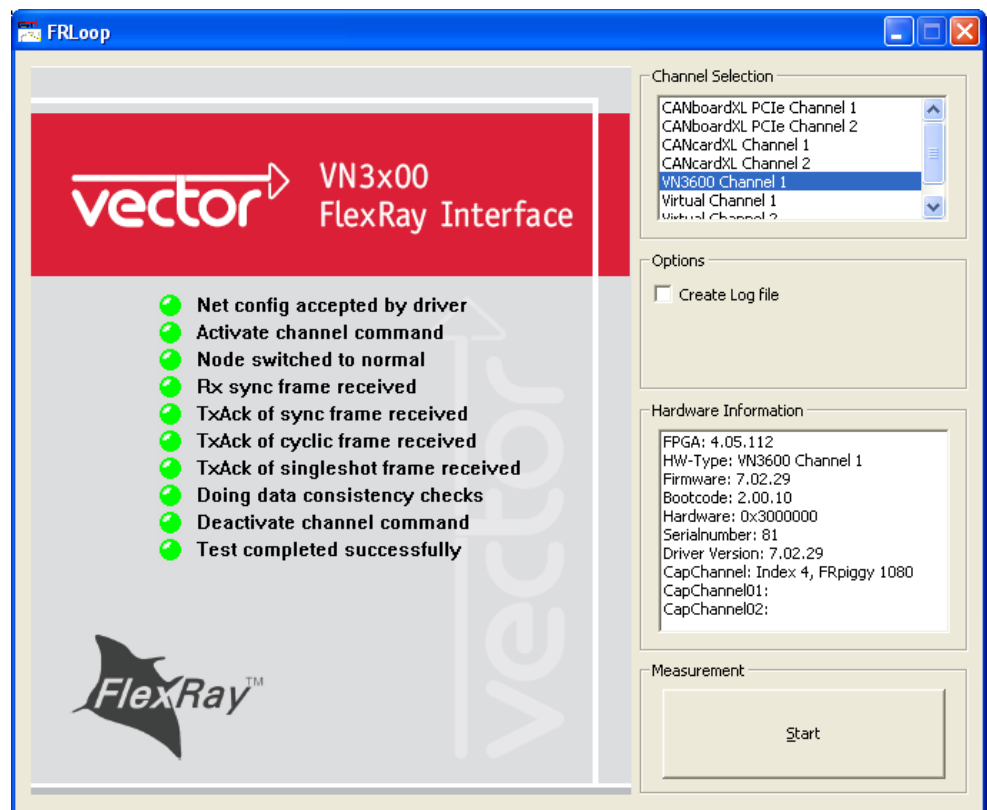 FRLoop
vector
VN3x00
FlexRay Interface
Net config accepted by driver
Activate channel command
Node switched to normal
Rx sync frame received
TxAck of sync frame received
TxAck of cyclic frame received
TxAck of singleshot frame received
Doing data consistency checks
Deactivate channel command
Test completed successfully
vector
FlexRay™
Channel Selection
CANboardXL PCIe Channel 1
CANboardXL PCIe Channel 2
CANcardXL Channel 1
CANcardXL Channel 2
VN3600 Channel 1
Virtual Channel 1
Virtual Channel 2
Options
Create Log file
Hardware Information
FPGA: 4.05.112
HW-Type: VN3600 Channel 1
Firmware: 7.02.29
Bootcode: 2.00.10
Hardware: 0x3000000
Serialnumber: 81
Driver Version: 7.02.29
CapChannel: Index 4, FRpiggy 1080
CapChannel01:
CapChannel02:
Measurement
Start